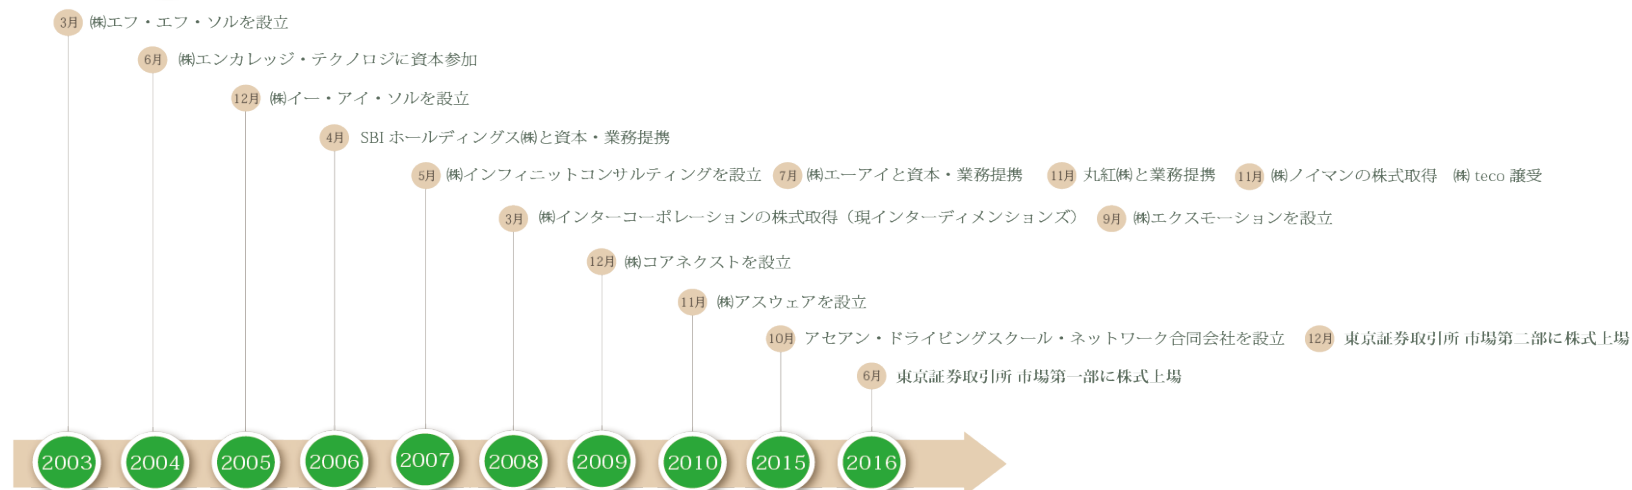 3月 ㈱エフ・エフ・ソルを設立
6月 ㈱エンカレッジ・テクノロジに資本参加
12月 ㈱イー・アイ・ソルを設立
4月 SBI ホールディングス㈱と資本・業務提携
5月 ㈱インフィニットコンサルティングを設立 7月 ㈱エーアイと資本・業務提携 11月 丸紅㈱と業務提携 11月 ㈱ノイマンの株式取得 ㈱ teco 譲受
3月 ㈱インターコーポレーションの株式取得（現インターディメンションズ） 9月 ㈱エクスモーションを設立
12月 ㈱コアネクストを設立
11月 ㈱アスウェアを設立
10月 アセアン・ドライビングスクール・ネットワーク合同会社を設立 12月 東京証券取引所 市場第二部に株式上場
6月 東京証券取引所 市場第一部に株式上場
2003 2004 2005 2006 2007 2008 2009 2010 2015 2016